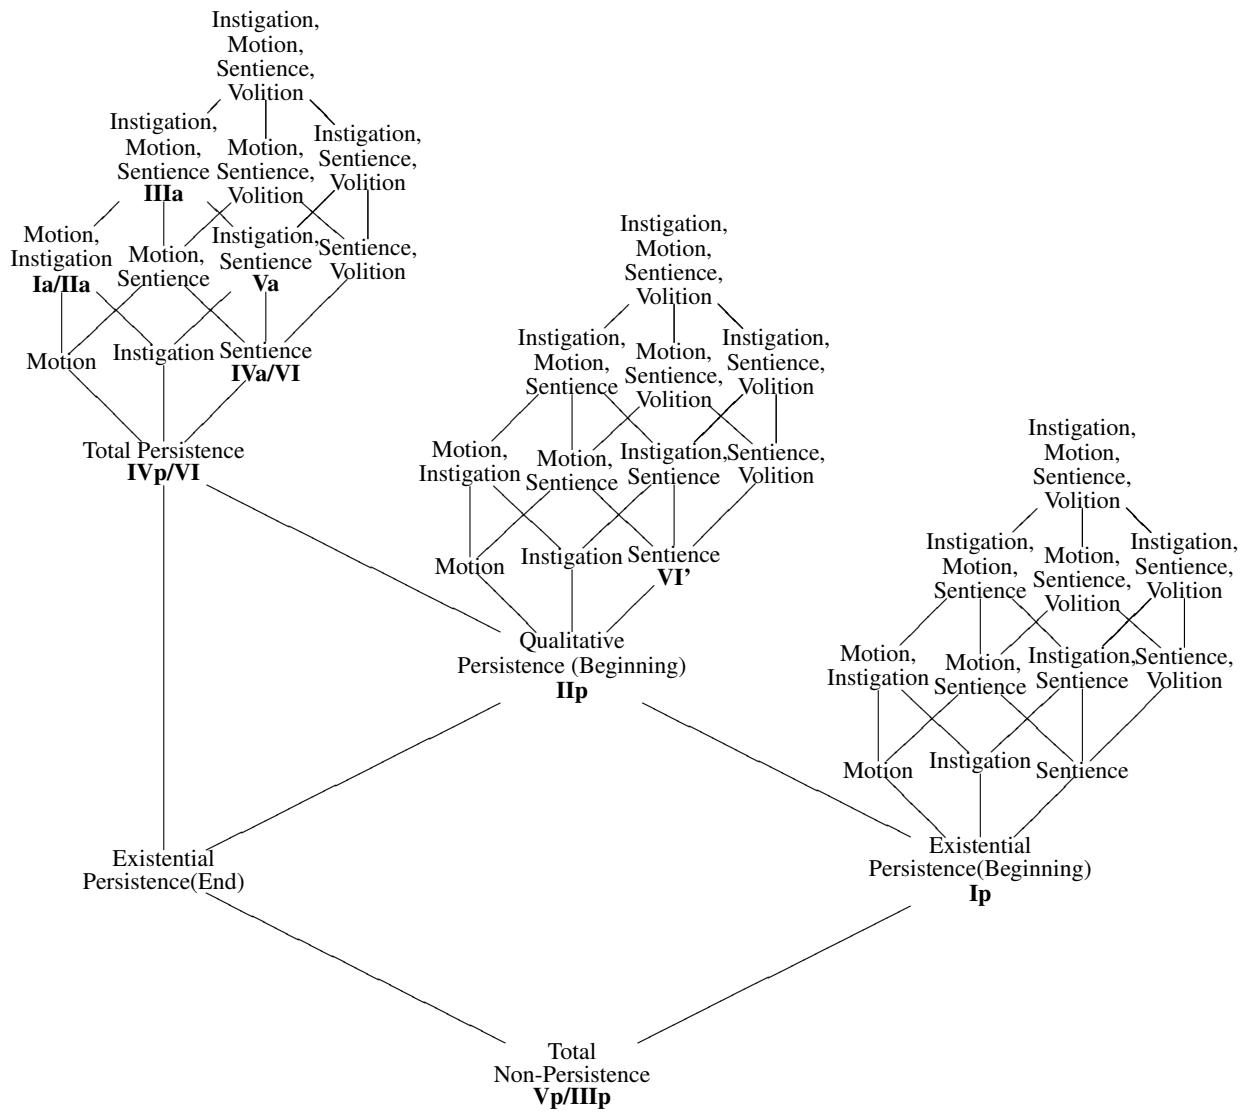 Instigation,
Motion,
Sentience,
Volition
Instigation,
Motion,
Sentience
IIIa
Motion,
Sentience,
Volition
Instigation,
Sentience,
Volition
Motion,
Instigation
Ia/IIa
Motion,
Sentience
Instigation,
Sentience
Va
Sentience,
Volition
Motion
Instigation
Sentience
IVa/VI
Total Persistence
IVp/VI
Instigation,
Motion,
Sentience,
Volition
Instigation,
Motion,
Sentience
Motion,
Sentience,
Volition
Instigation,
Sentience,
Volition
Motion,
Instigation
Motion,
Sentience
Instigation,
Sentience
Sentience,
Volition
Motion
Instigation
Sentience
VI’
Qualitative
Persistence (Beginning)
IIp
Instigation,
Motion,
Sentience,
Volition
Instigation,
Motion,
Sentience
Motion,
Sentience,
Volition
Instigation,
Sentience,
Volition
Motion,
Instigation
Motion,
Sentience
Instigation,
Sentience
Sentience,
Volition
Motion
Instigation
Sentience
Existential
Persistence(Beginning)
Ip
Existential
Persistence(End)
Total
Non-Persistence
Vp/IIIp